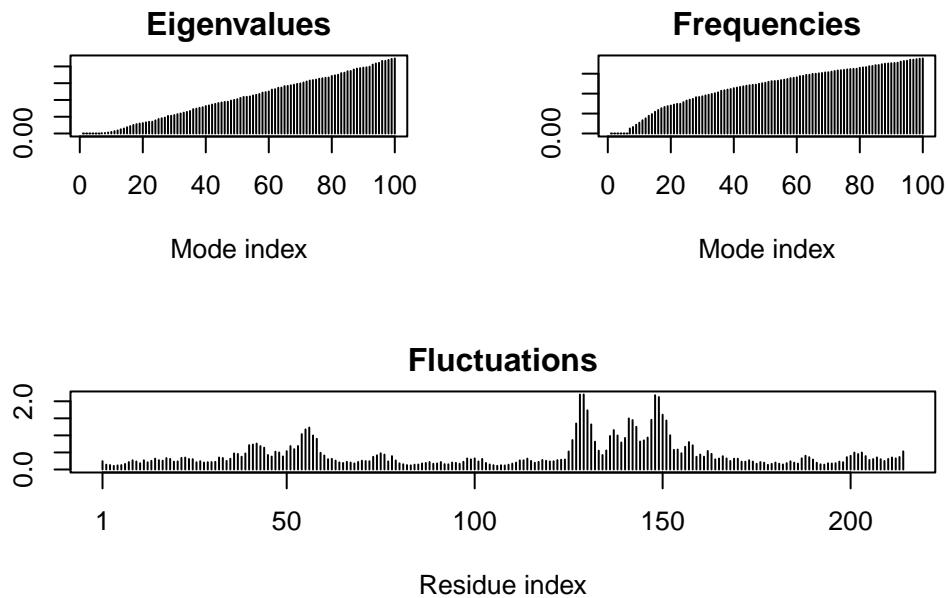 Eigenvalues
0.00
0 20 40 60 80 100
Mode index
Frequencies
0.00
0 20 40 60 80 100
Mode index
Fluctuations
0.0 2.0
1 50 100 150 200
Residue index